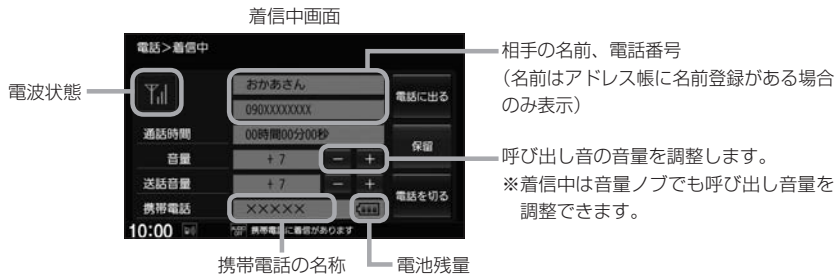 着信中画面
電話>着信中
電波状態
おかあさん
090XXXXXXXX
電話に出る
相手の名前、電話番号
(名前はアドレス帳に名前登録がある場合
のみ表示)
通話時間
00時間00分00秒
保留
音量
+7
－
＋
呼び出し音の音量を調整します。
※着信中は音量ノブでも呼び出し音量を
調整できます。
送話音量
+7
－
＋
電話を切る
携帯電話
×××××
10:00
携帯電話に着信があります
携帯電話の名称
電池残量